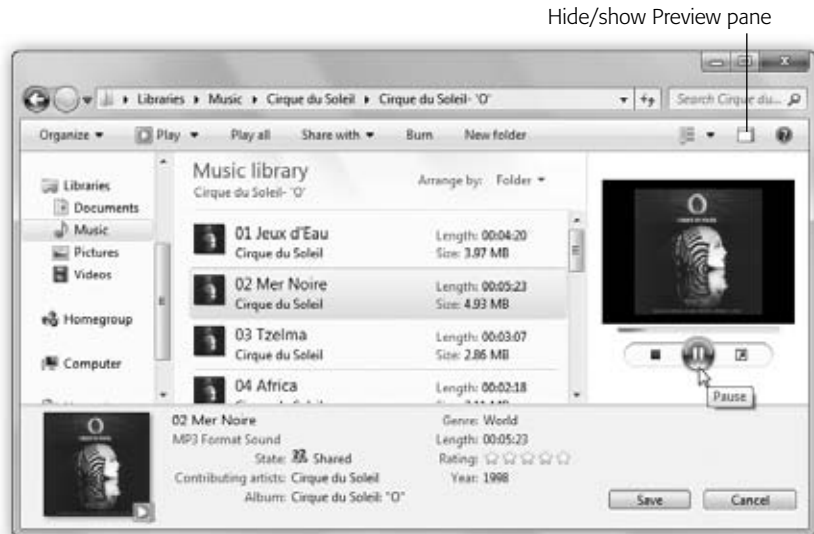 Hide/show Preview pane
Libraries ▸ Music ▸ Cirque du Soleil ▸ Cirque du Soleil- 'O'
Search Cirque du...
Organize Play Play all Share with Burn New folder
Libraries
Documents
Music
Pictures
Videos
Homegroup
Computer
Music library
Cirque du Soleil- 'O'
Arrange by: Folder
01 Jeux d'Eau
Cirque du Soleil
Length: 00:04:20
Size: 3.97 MB
02 Mer Noire
Cirque du Soleil
Length: 00:05:23
Size: 4.93 MB
03 Tzelma
Cirque du Soleil
Length: 00:03:07
Size: 2.86 MB
04 Africa
Length: 00:02:18
O
Pause
02 Mer Noire
MP3 Format Sound
State: Shared
Contributing artists: Cirque du Soleil
Album: Cirque du Soleil: "O"
Genre: World
Length: 00:05:23
Rating:
Year: 1998
Save Cancel